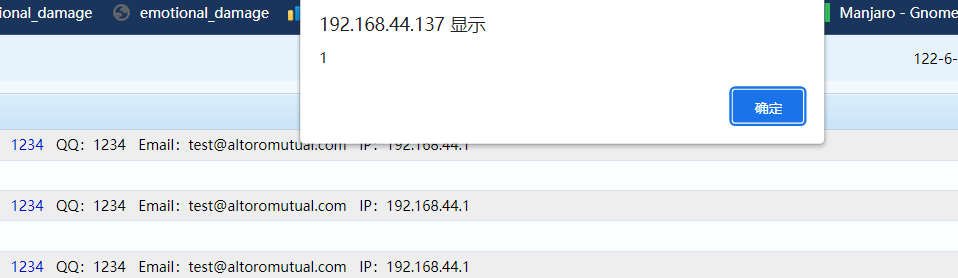 ional_damage emotional_damage Manjaro - Gnome
192.168.44.137 显示
1
122-6-
确定
1234 QQ：1234 Email：test@altoromutual.com IP：192.168.44.1
1234 QQ：1234 Email：test@altoromutual.com IP：192.168.44.1
1234 QQ：1234 Email：test@altoromutual.com IP：192.168.44.1